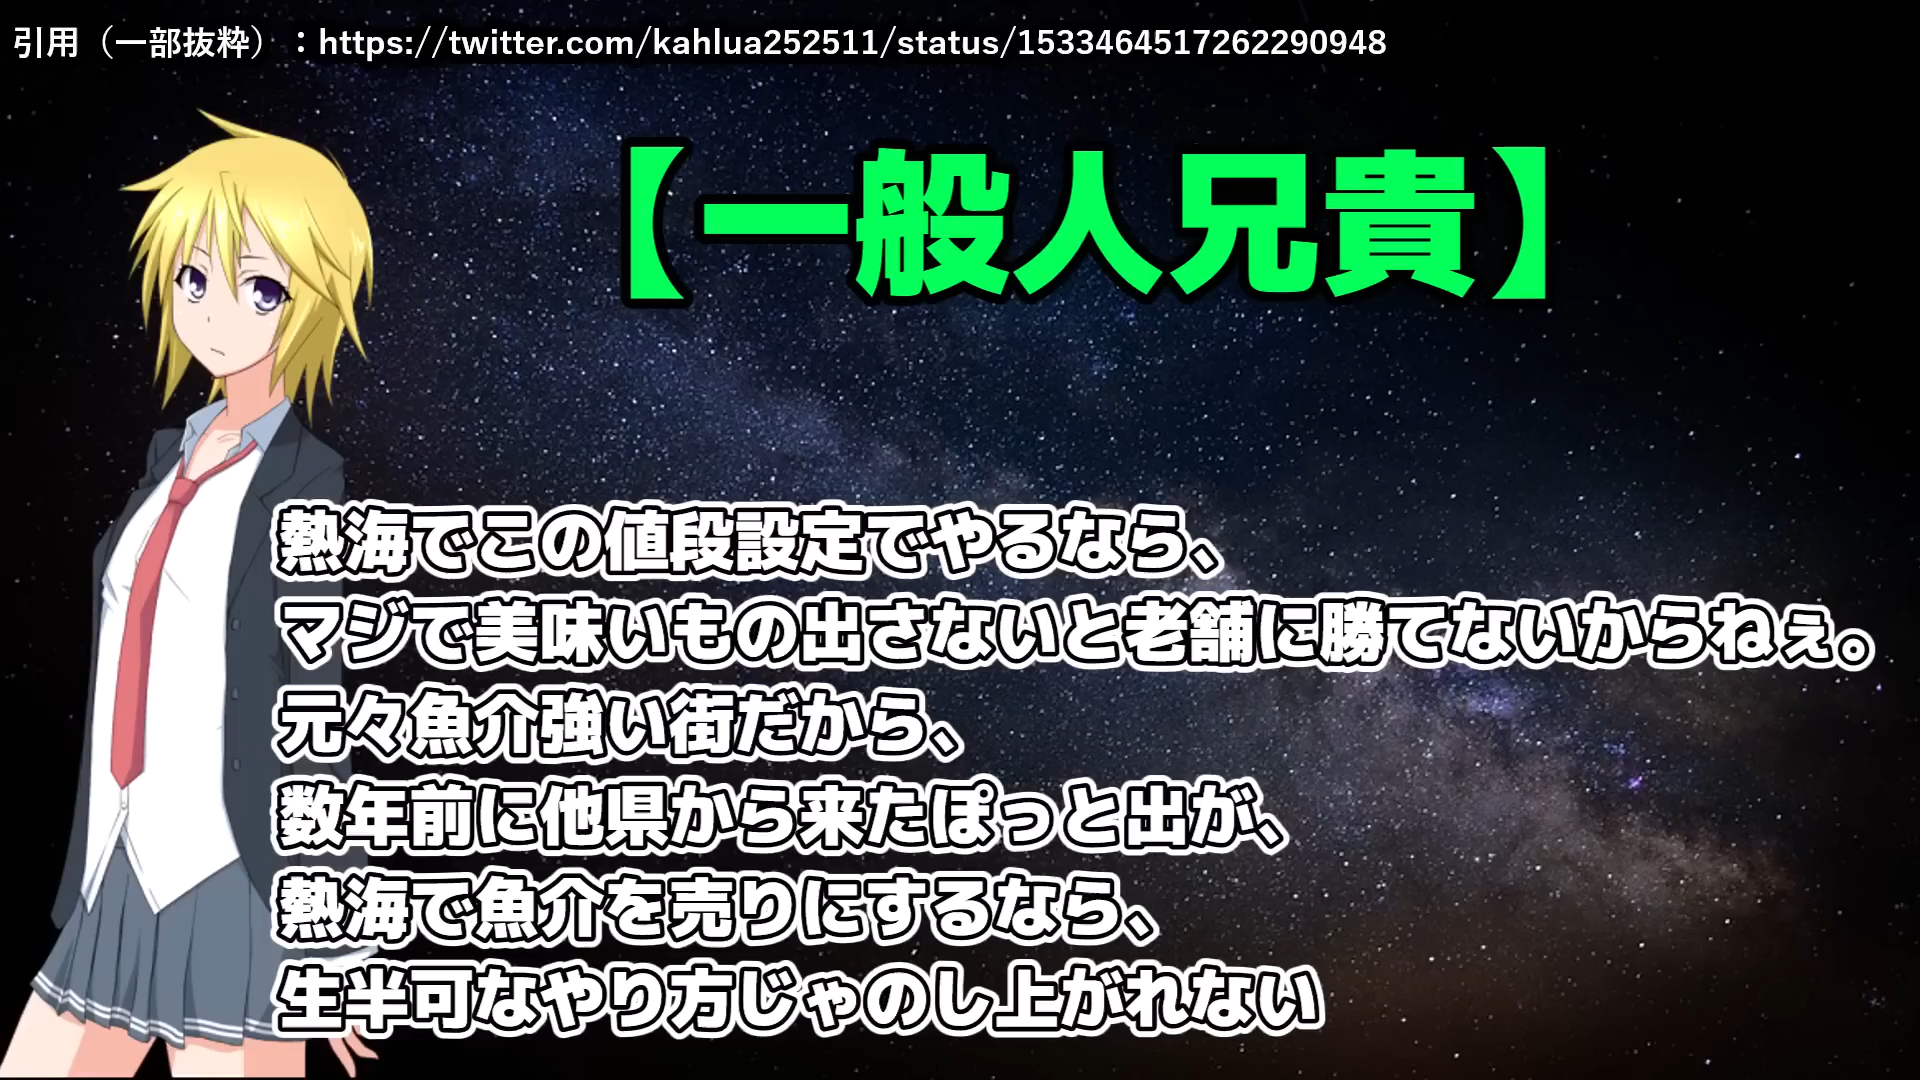 引用（一部抜粋）：https://twitter.com/kahlua252511/status/1533464517262290948
【一般人兄貴】
熱海でこの値段設定でやるなら、
マジで美味いもの出さないと老舗に勝てないからねぇ。
元々魚介強い街だから、
数年前に他県から来たぽっと出が、
熱海で魚介を売りにするなら、
生半可なやり方じゃのし上がれない